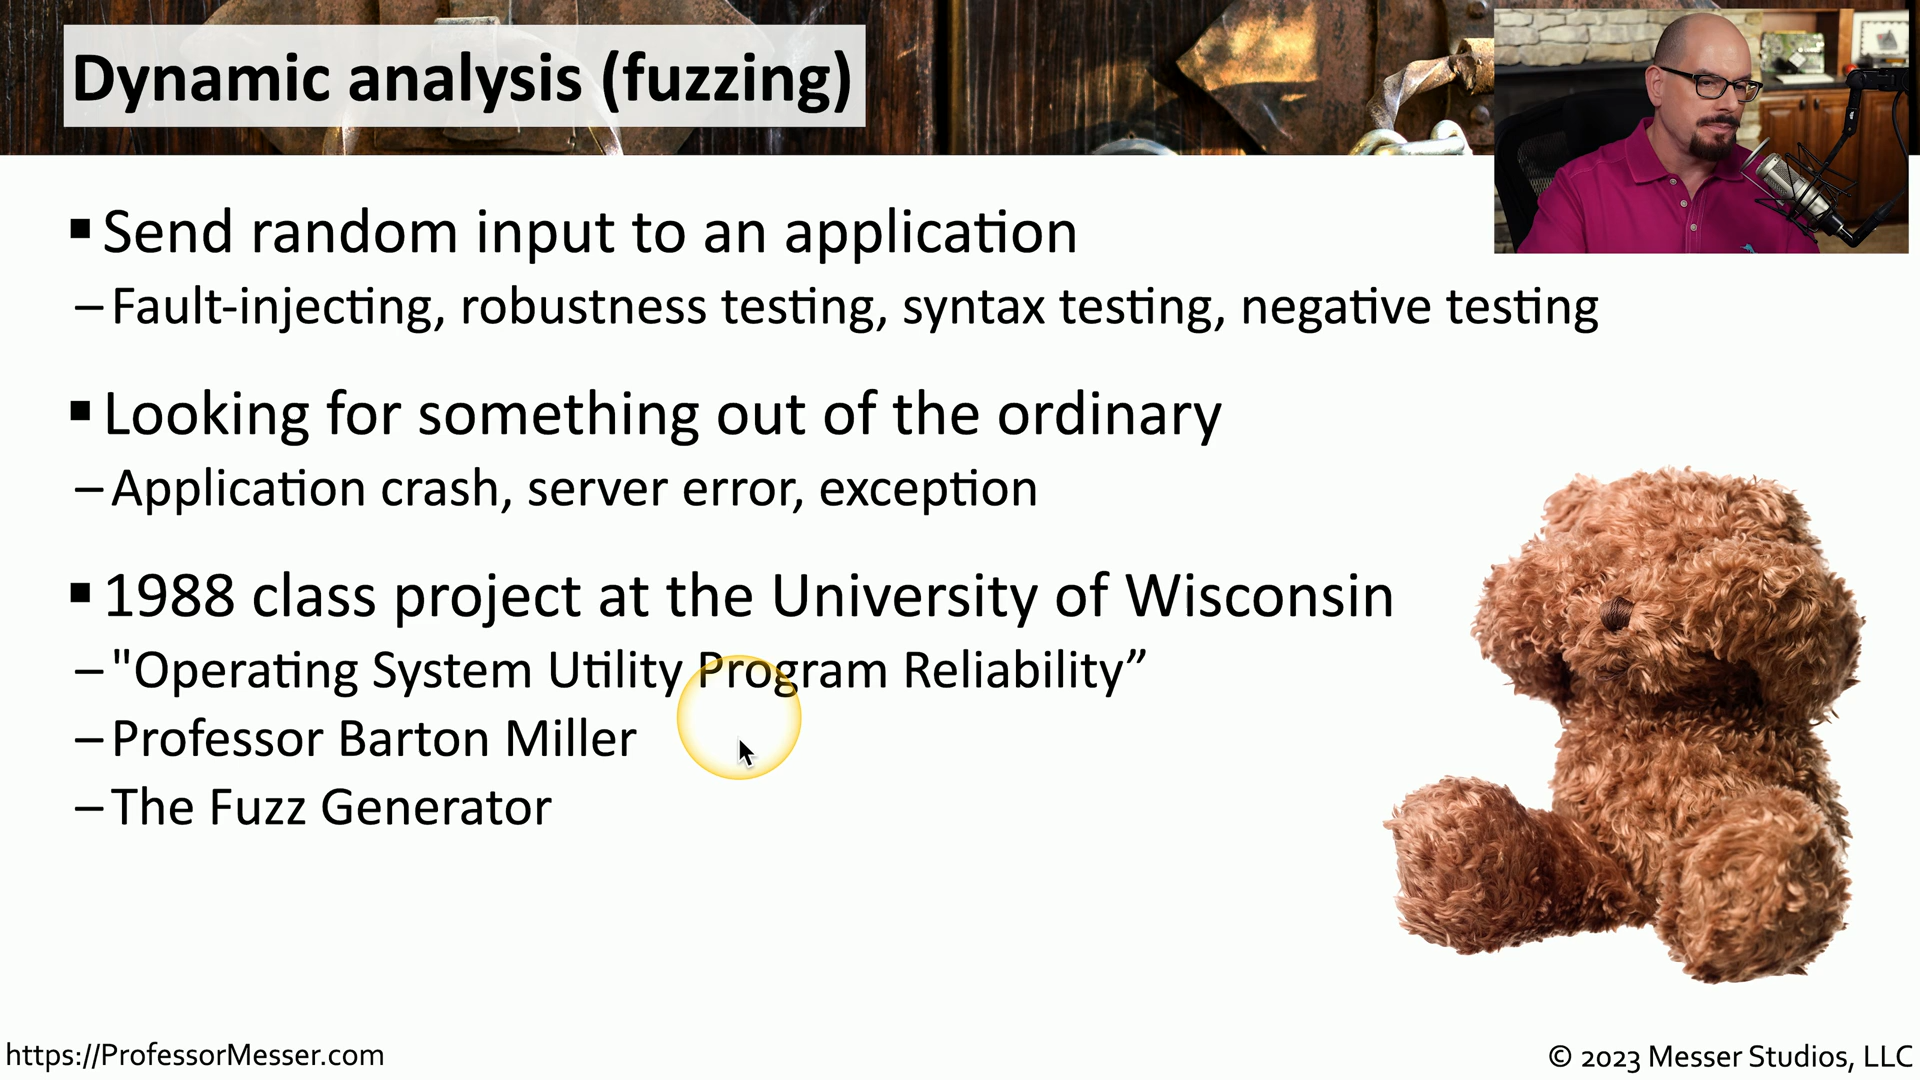 Dynamic analysis (fuzzing)
▪ Send random input to an application
– Fault-injecting, robustness testing, syntax testing, negative testing
▪ Looking for something out of the ordinary
– Application crash, server error, exception
▪ 1988 class project at the University of Wisconsin
– "Operating System Utility Program Reliability”
– Professor Barton Miller
– The Fuzz Generator
https://ProfessorMesser.com
© 2023 Messer Studios, LLC